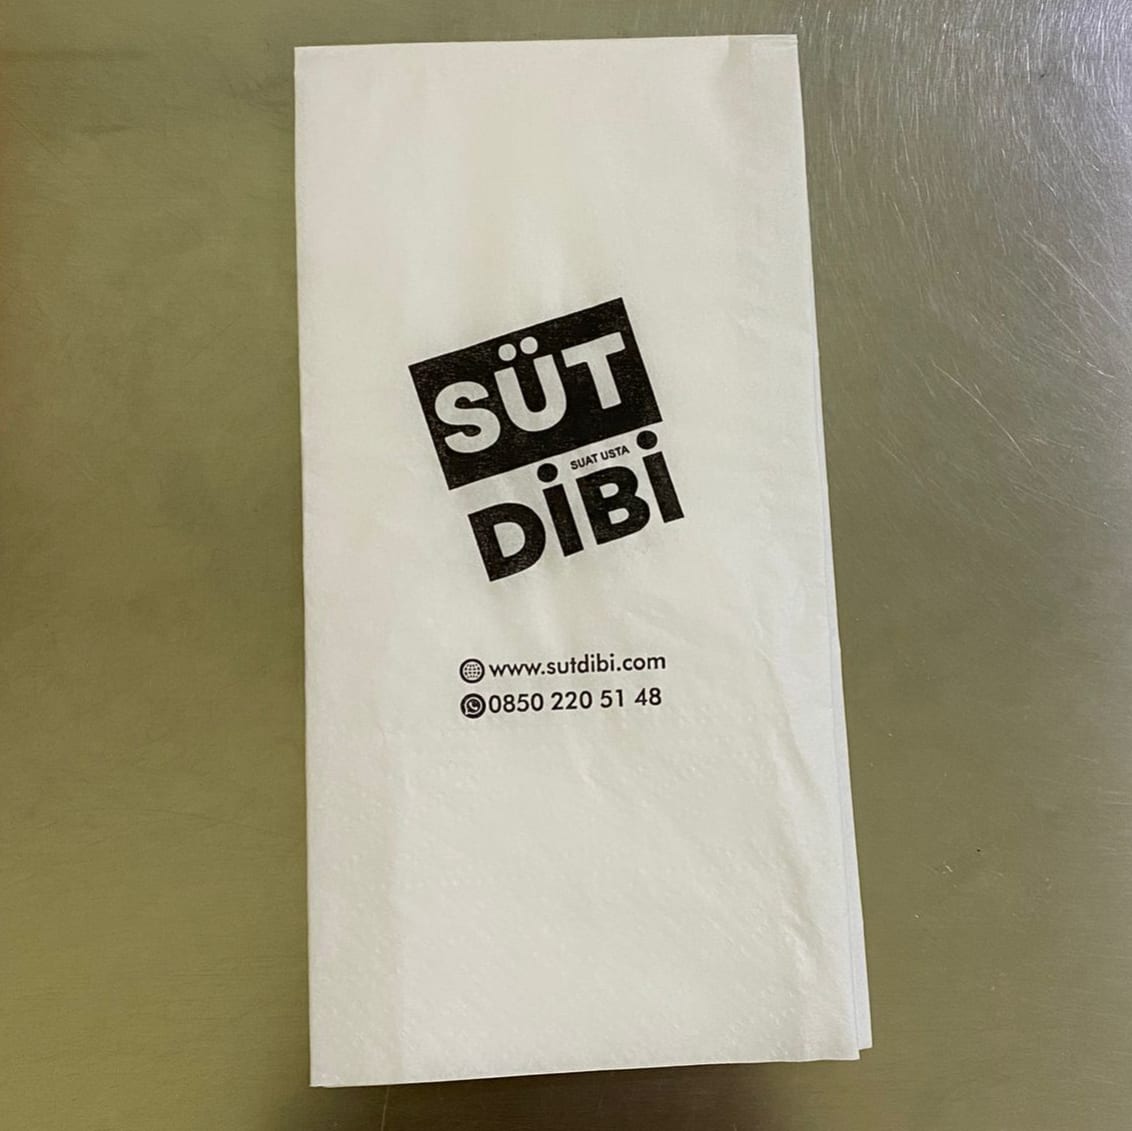 SÜT
SUAT USTA
DİBİ
www.sutdibi.com
0850 220 51 48